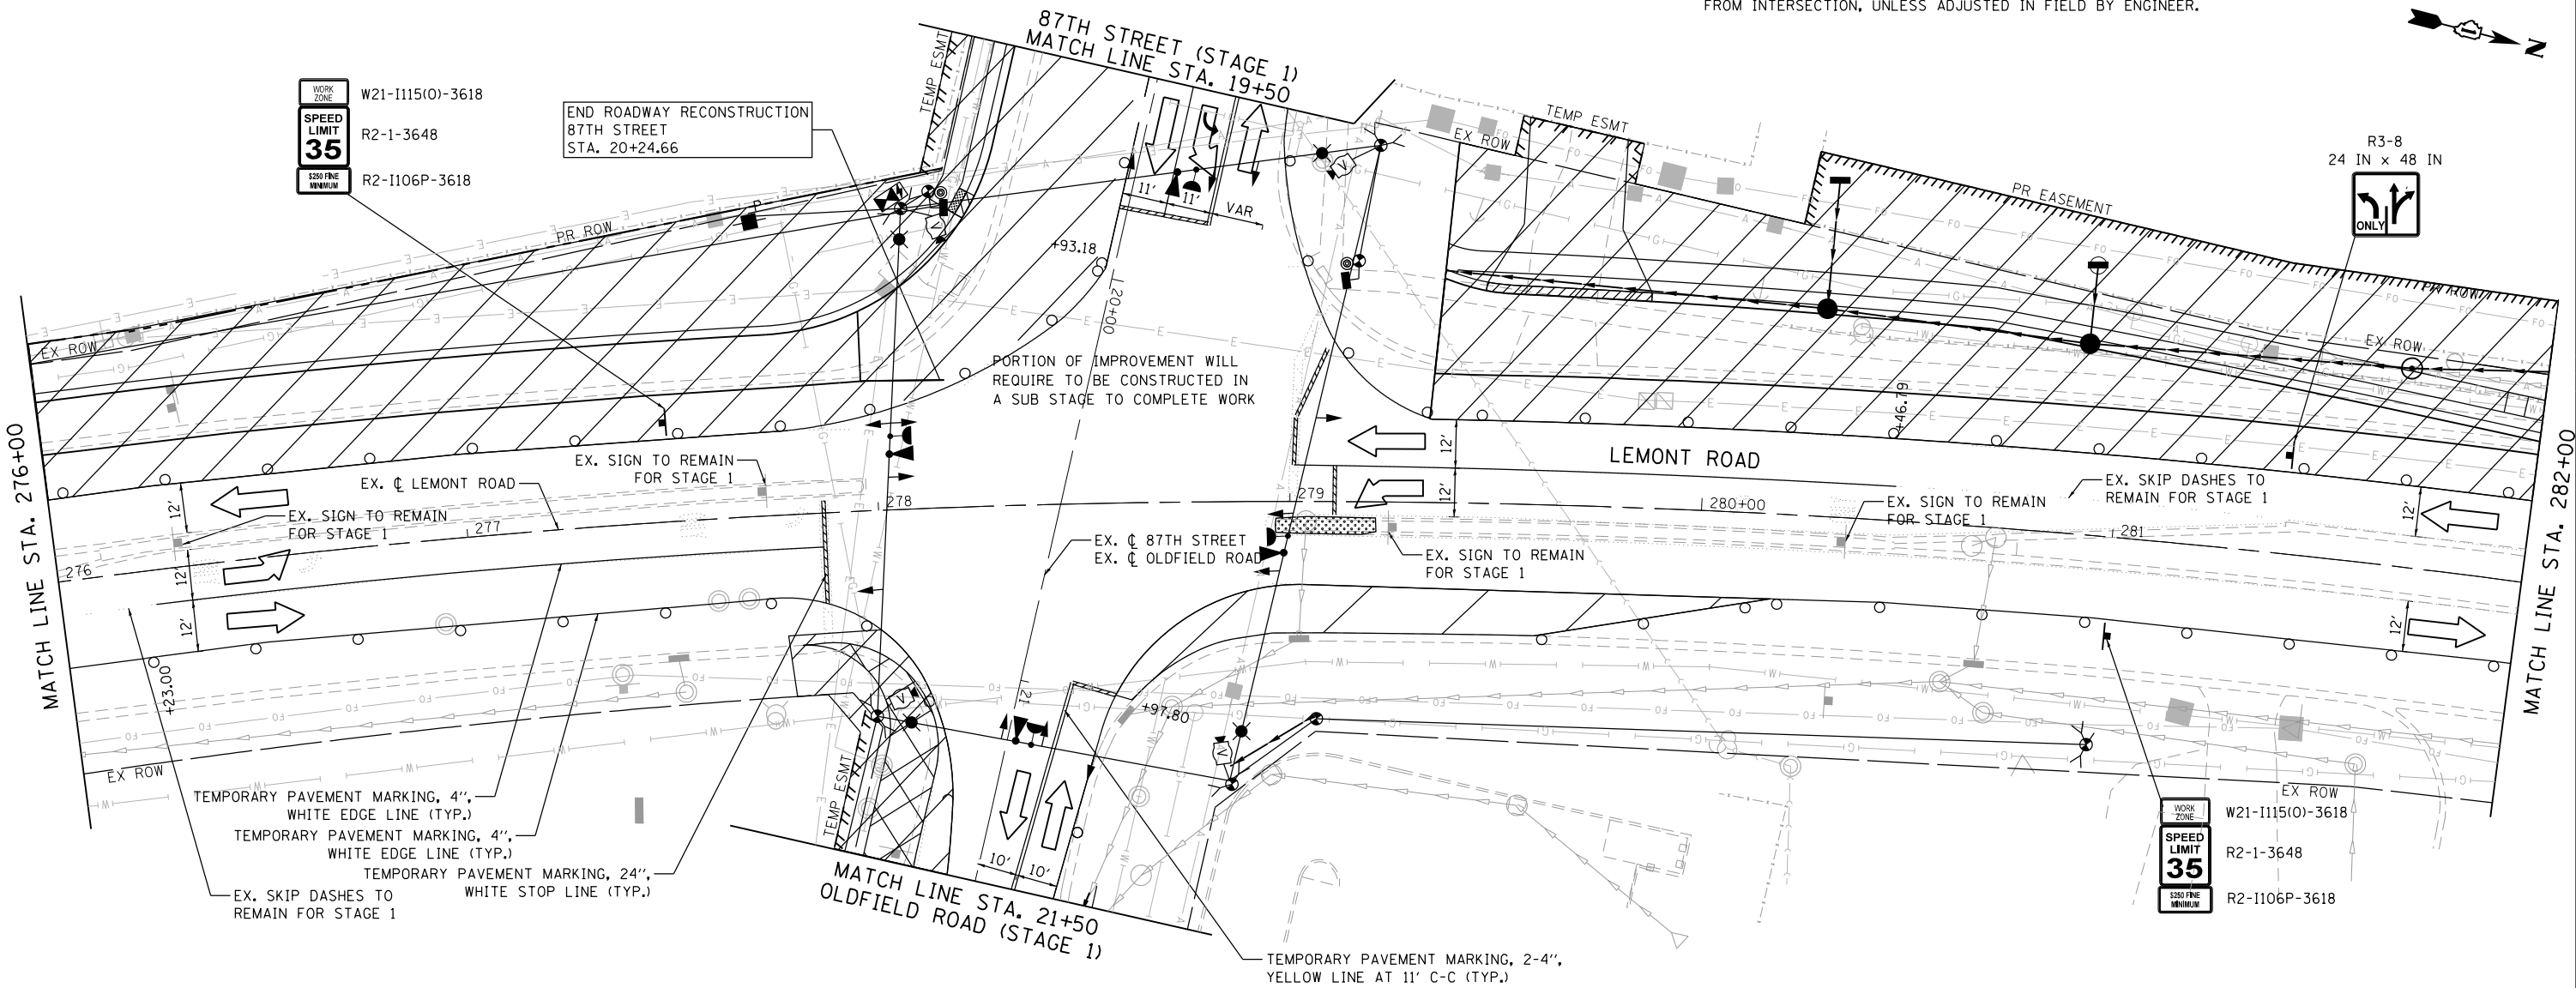 FROM INTERSECTION, UNLESS ADJUSTED IN FIELD BY ENGINEER.
N
87TH STREET (STAGE 1)
MATCH LINE STA. 19+50
WORK
ZONE
SPEED
LIMIT
35
$250 FINE
MINIMUM
W21-I115(O)-3618
R2-1-3648
R2-I106P-3618
END ROADWAY RECONSTRUCTION
87TH STREET
STA. 20+24.66
TEMP ESMT
TEMP ESMT
EX ROW
R3-8
24 IN x 48 IN
ONLY
PR EASEMENT
PR ROW
PR ROW
EX ROW
EX ROW
11'
11'
VAR
+93.18
20+00
PORTION OF IMPROVEMENT WILL
REQUIRE TO BE CONSTRUCTED IN
A SUB STAGE TO COMPLETE WORK
+46.79
12'
12'
LEMONT ROAD
MATCH LINE STA. 276+00
MATCH LINE STA. 282+00
EX. SIGN TO REMAIN
FOR STAGE 1
EX. ℄ LEMONT ROAD
EX. SIGN TO REMAIN
FOR STAGE 1
12'
12'
12'
276
277
278
279
280+00
281
EX. SKIP DASHES TO
REMAIN FOR STAGE 1
EX. SIGN TO REMAIN
FOR STAGE 1
EX. SIGN TO REMAIN
FOR STAGE 1
EX. ℄ 87TH STREET
EX. ℄ OLDFIELD ROAD
12'
12'
+23.00
21
+97.80
EX ROW
EX ROW
TEMP ESMT
TEMPORARY PAVEMENT MARKING, 4",
WHITE EDGE LINE (TYP.)
TEMPORARY PAVEMENT MARKING, 4",
WHITE EDGE LINE (TYP.)
TEMPORARY PAVEMENT MARKING, 24",
WHITE STOP LINE (TYP.)
EX. SKIP DASHES TO
REMAIN FOR STAGE 1
10'
10'
MATCH LINE STA. 21+50
OLDFIELD ROAD (STAGE 1)
TEMPORARY PAVEMENT MARKING, 2-4",
YELLOW LINE AT 11' C-C (TYP.)
WORK
ZONE
SPEED
LIMIT
35
$250 FINE
MINIMUM
W21-I115(O)-3618
R2-1-3648
R2-I106P-3618